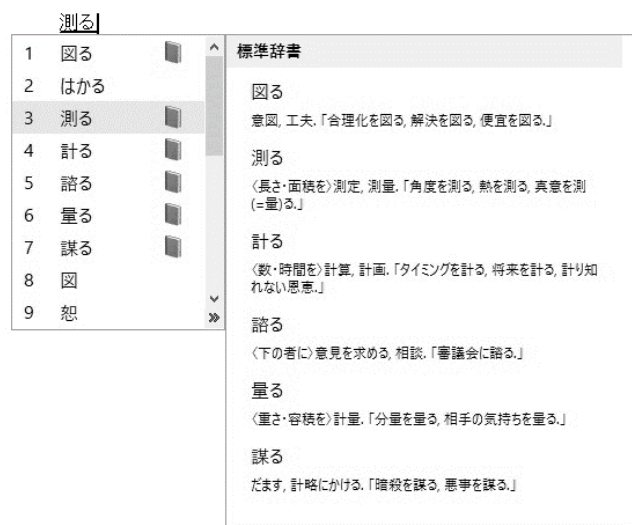 測る
1 図る
2 はかる
3 測る
4 計る
5 諮る
6 量る
7 謀る
8 図
9 恕
標準辞書
図る
意図, 工夫.「合理化を図る, 解決を図る, 便宜を図る.」
測る
〈長さ・面積を〉測定, 測量.「角度を測る, 熱を測る, 真意を測
(=量)る.」
計る
〈数・時間を〉計算, 計画.「タイミングを計る, 将来を計る, 計り知
れない恩恵.」
諮る
〈下の者に〉意見を求める, 相談.「審議会に諮る.」
量る
〈重さ・容積を〉計量.「分量を量る, 相手の気持ちを量る.」
謀る
だます, 計略にかける.「暗殺を謀る, 悪事を謀る.」